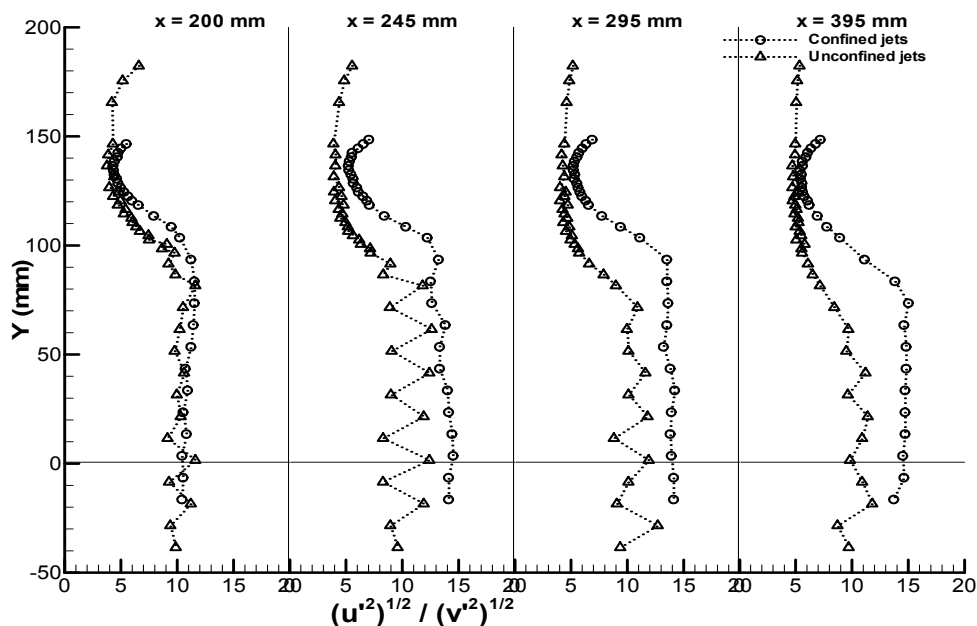 x = 200 mm x = 245 mm x = 295 mm x = 395 mm
Confined jets
Unconfined jets
200
150
100
50
0
-50
Y (mm)
0 5 10 15 20 0 5 10 15 20 0 5 10 15 20 0 5 10 15 20
(u'²)¹/² / (v'²)¹/²